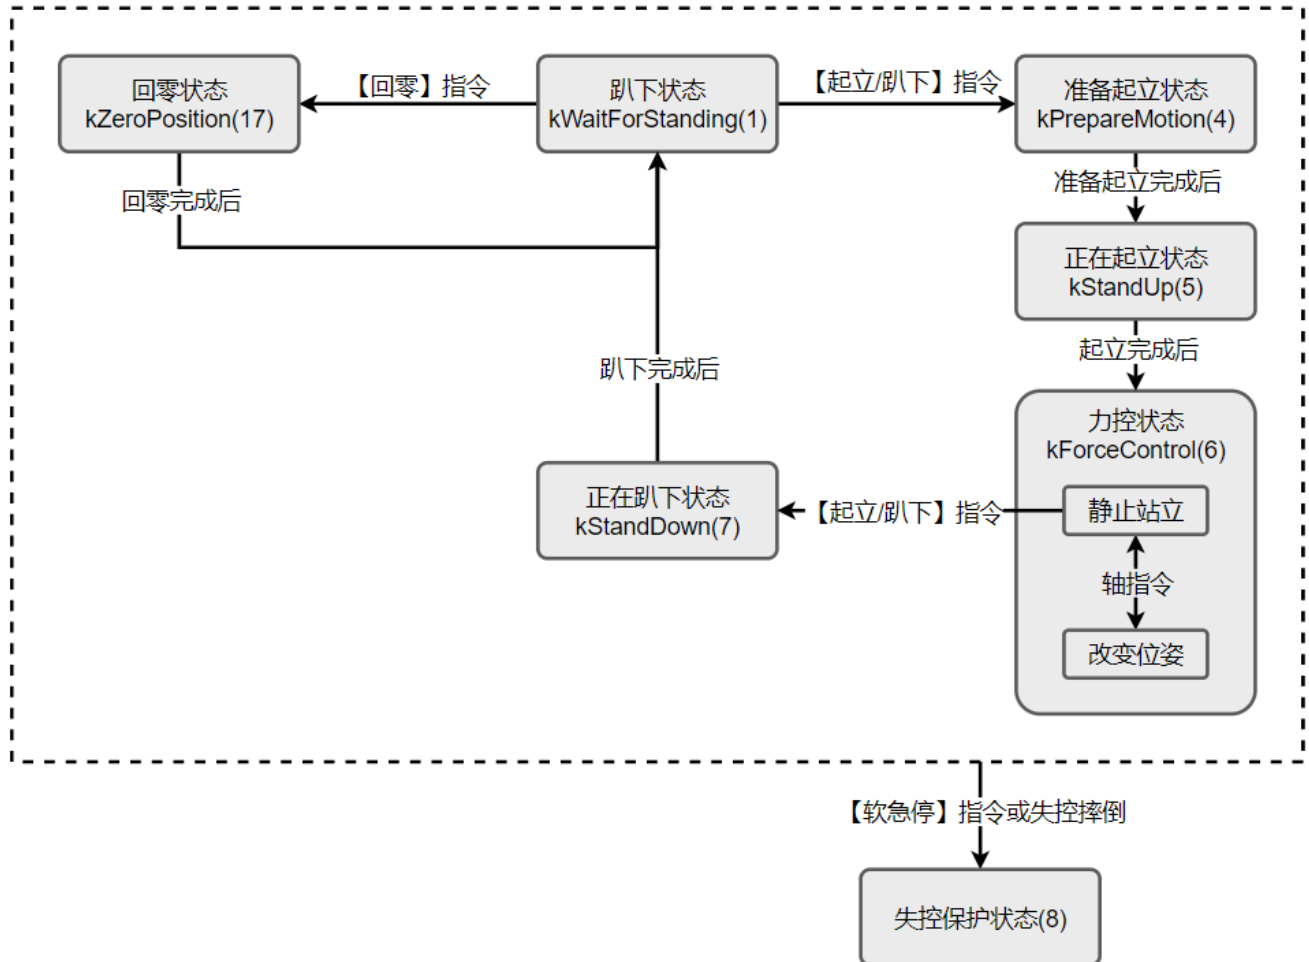 回零状态
kZeroPosition(17)
【回零】指令
趴下状态
kWaitForStanding(1)
【起立/趴下】指令
准备起立状态
kPrepareMotion(4)
回零完成后
准备起立完成后
正在起立状态
kStandUp(5)
起立完成后
趴下完成后
力控状态
kForceControl(6)
正在趴下状态
kStandDown(7)
【起立/趴下】指令
静止站立
轴指令
改变位姿
【软急停】指令或失控摔倒
失控保护状态(8)